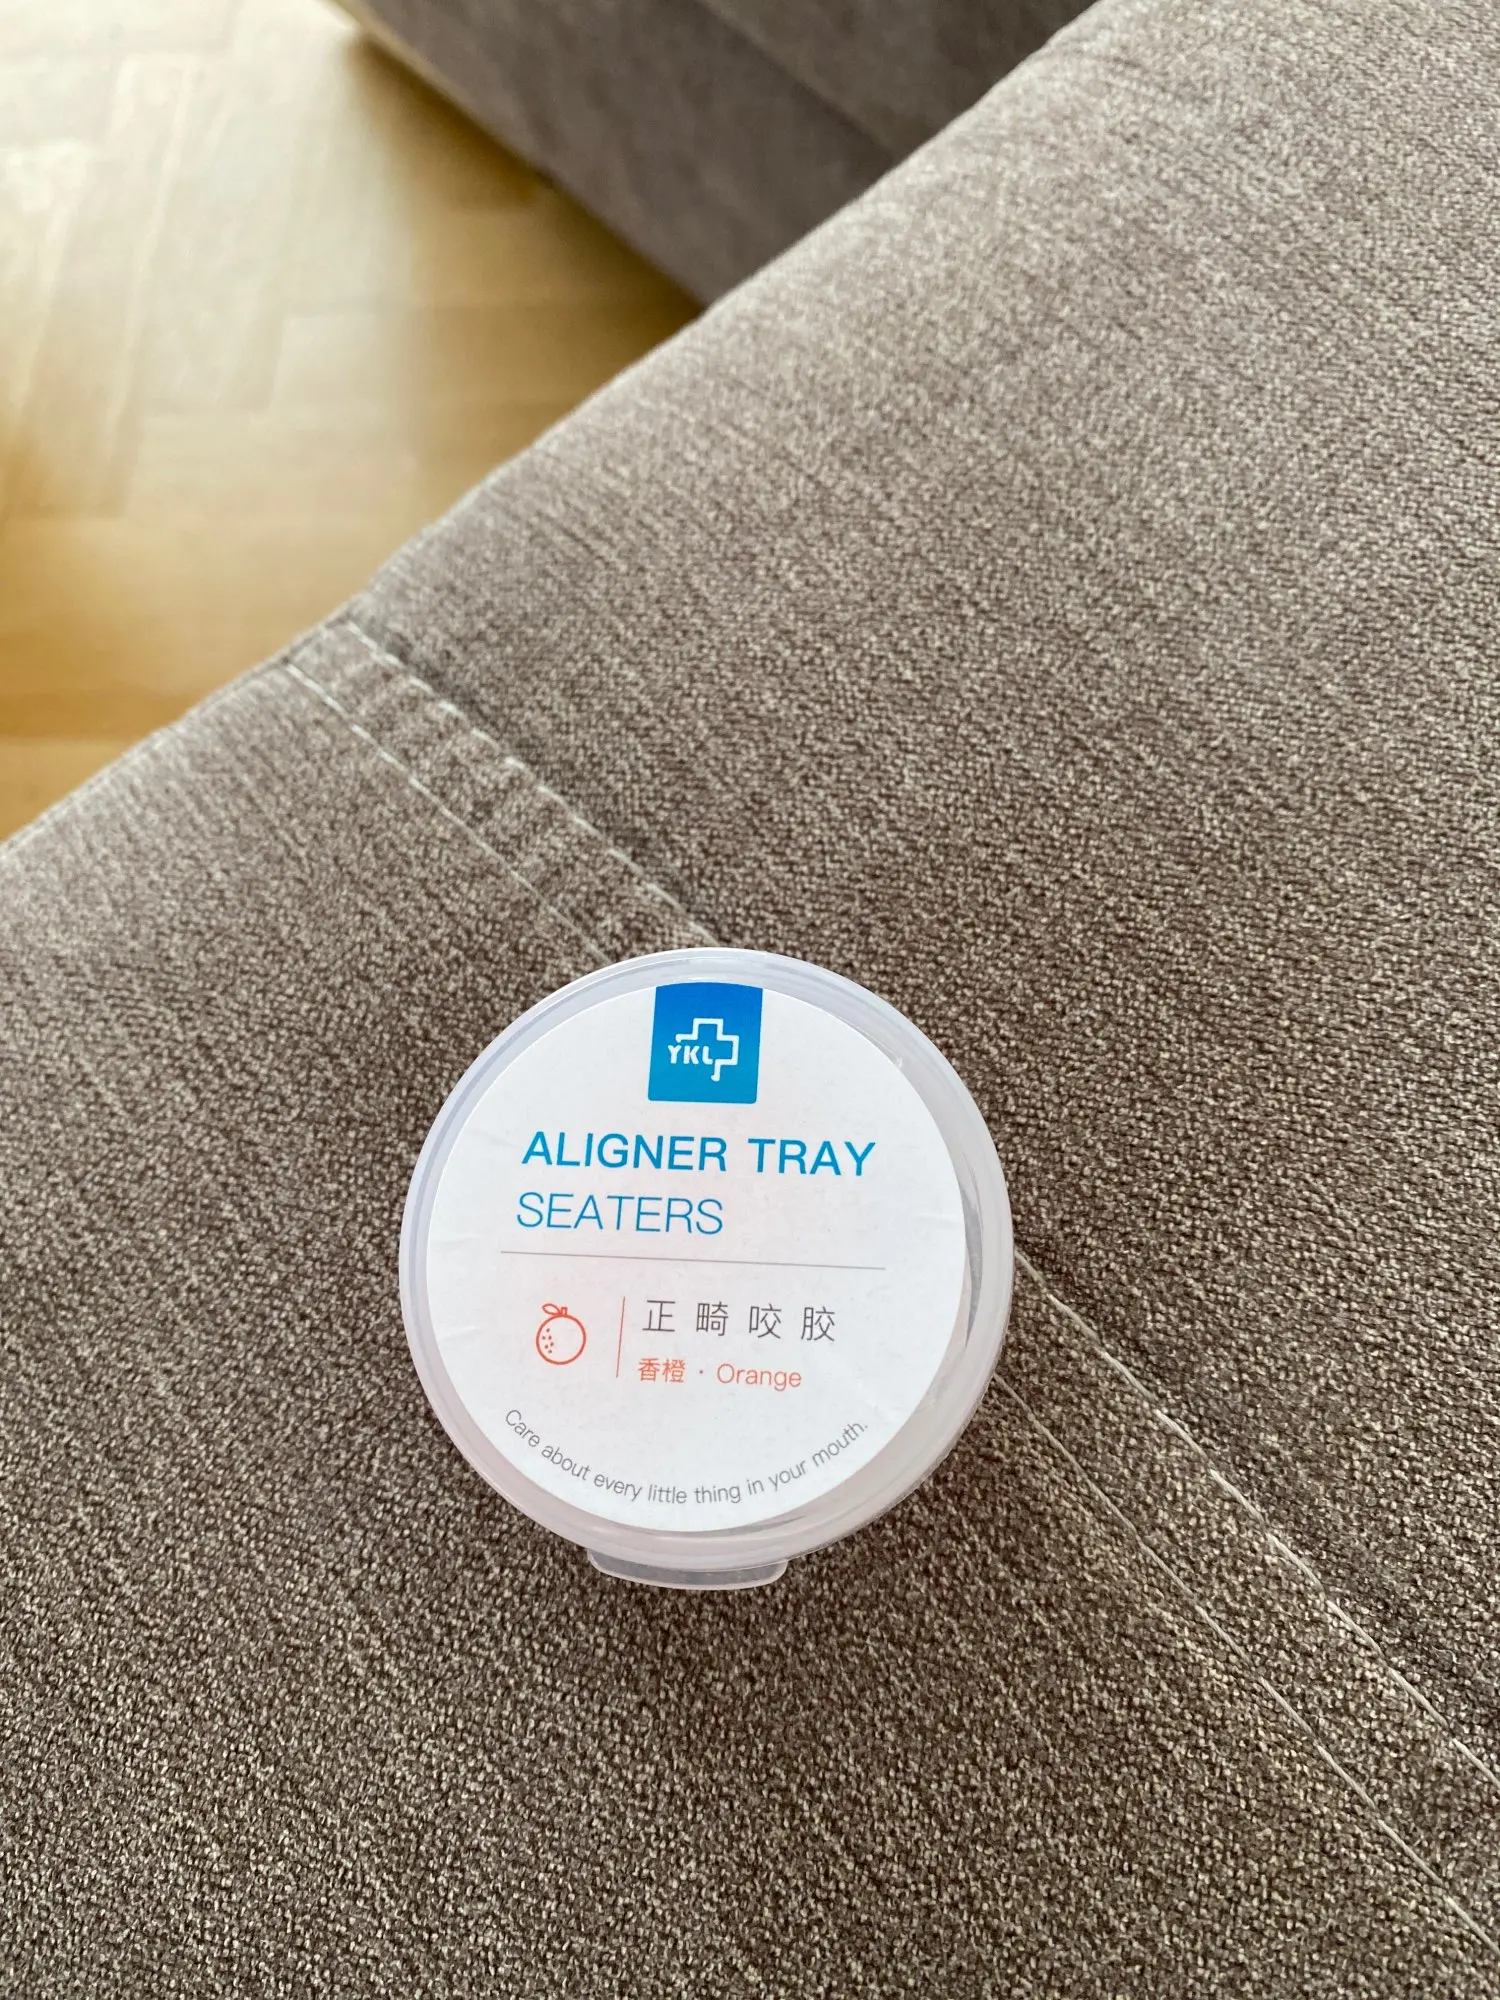 YKL
ALIGNER TRAY
SEATERS
正畸咬胶
香橙 · Orange
Care about every little thing in your mouth.